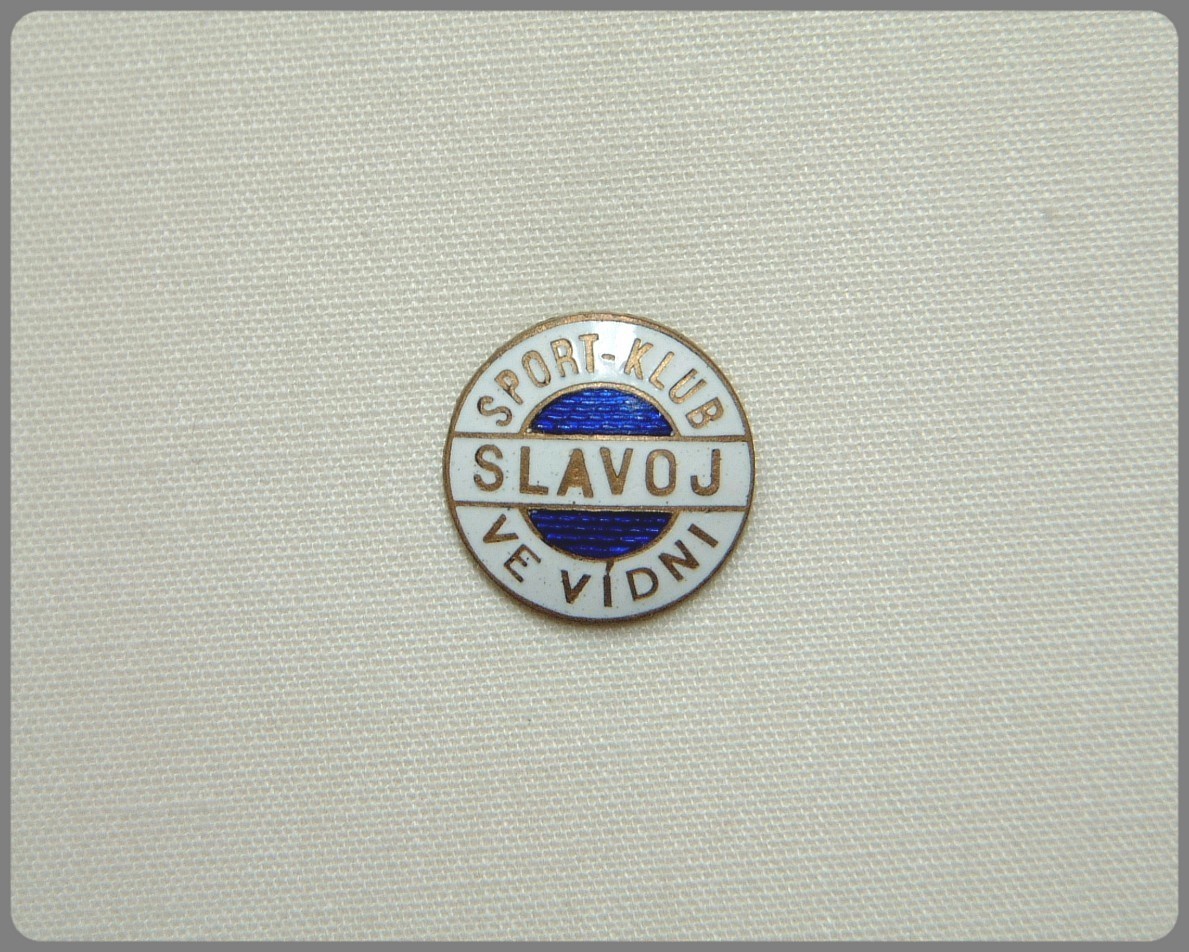 SPORT-KLUB
SLAVOJ
VE VÍDNI